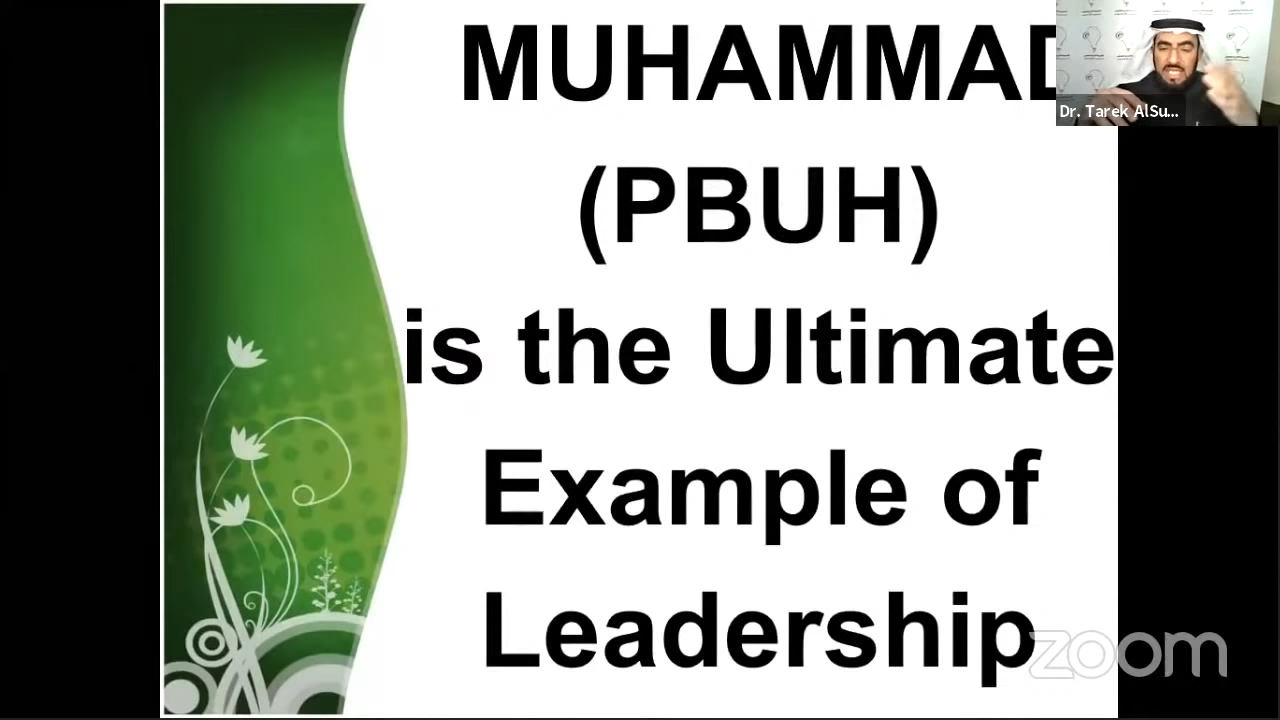 MUHAMMAD
(PBUH)
is the Ultimate
Example of
Leadership
Dr. Tarek AlSu...
zoom